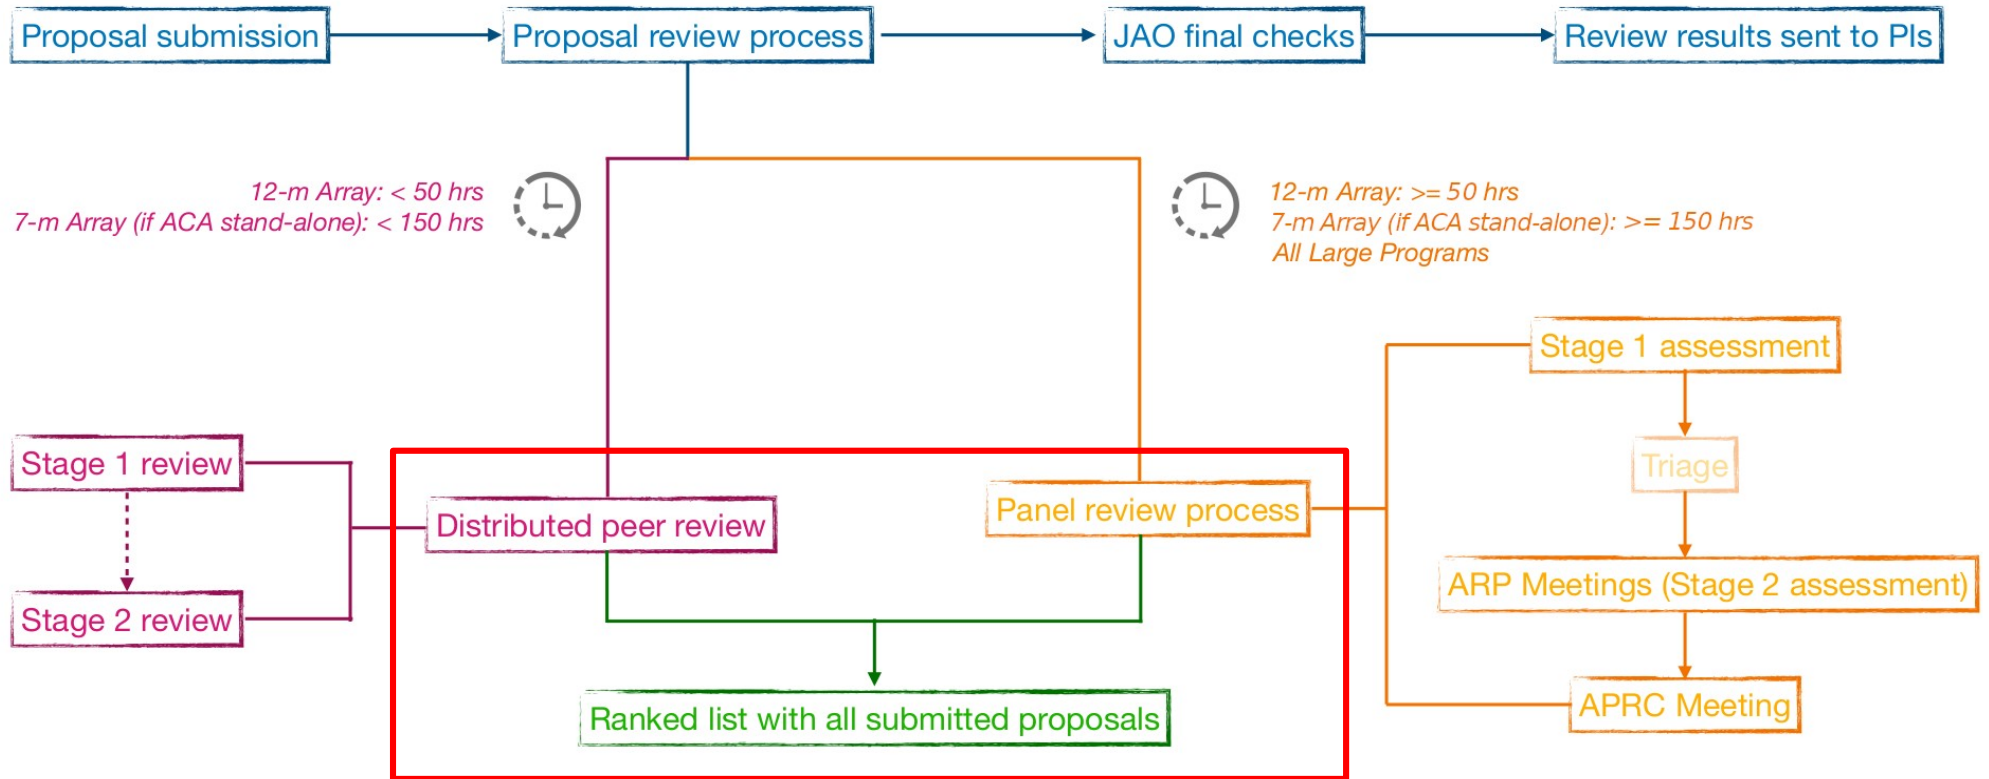 Proposal submission
Proposal review process
JAO final checks
Review results sent to PIs
12-m Array: < 50 hrs
7-m Array (if ACA stand-alone): < 150 hrs
12-m Array: >= 50 hrs
7-m Array (if ACA stand-alone): >= 150 hrs
All Large Programs
Stage 1 review
Stage 2 review
Distributed peer review
Panel review process
Ranked list with all submitted proposals
Stage 1 assessment
Triage
ARP Meetings (Stage 2 assessment)
APRC Meeting